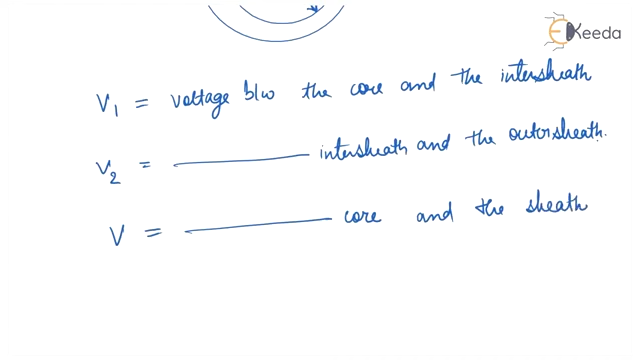 Keeda
V1 = voltage b/w the core and the intersheath
V2 = ———— intersheath and the outersheath.
V = ———— core and the sheath